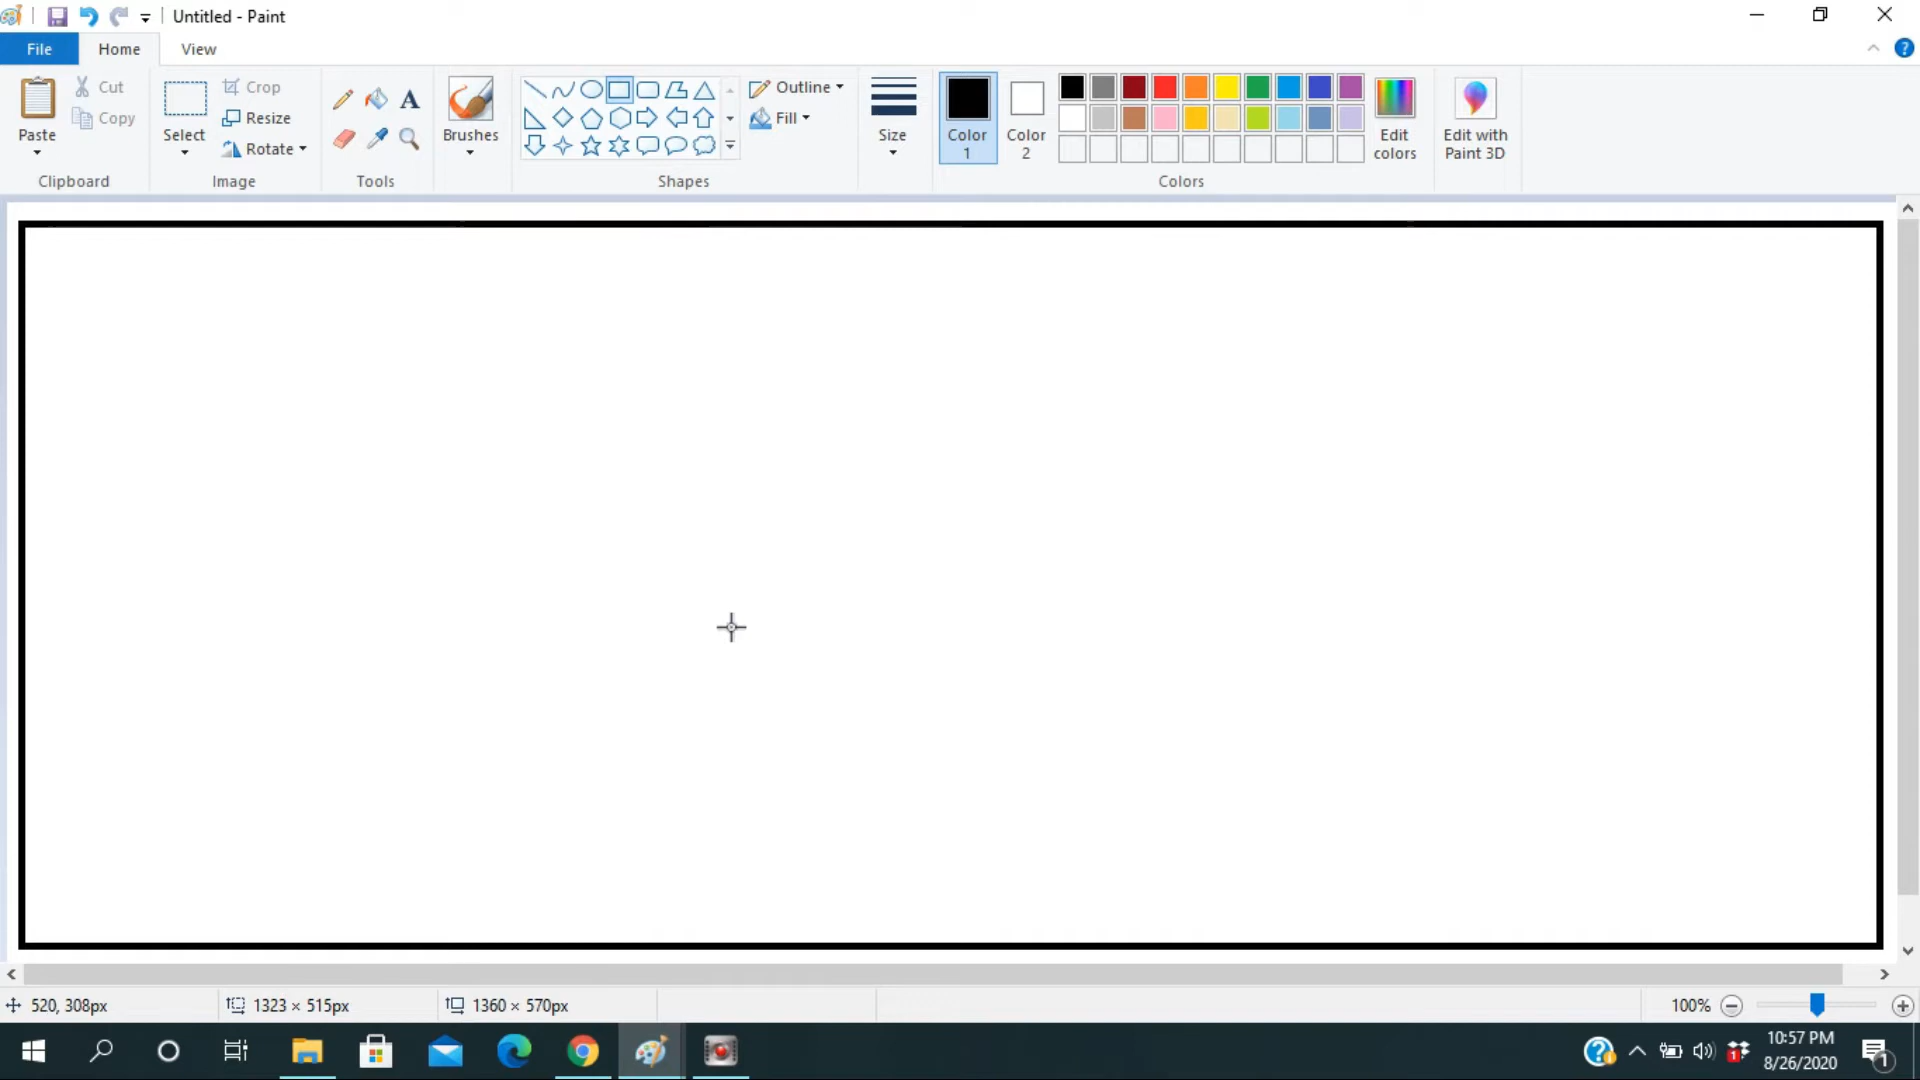 Untitled - Paint
File Home View
Paste
Cut
Copy
Clipboard
Select
Crop
Resize
Rotate
Image
A
Tools
Brushes
Shapes
Outline
Fill
Size
Color 1
Color 2
Colors
Edit colors
Edit with Paint 3D
?
520, 308px 1323 × 515px 1360 × 570px 100%
10:57 PM
8/26/2020
1
1